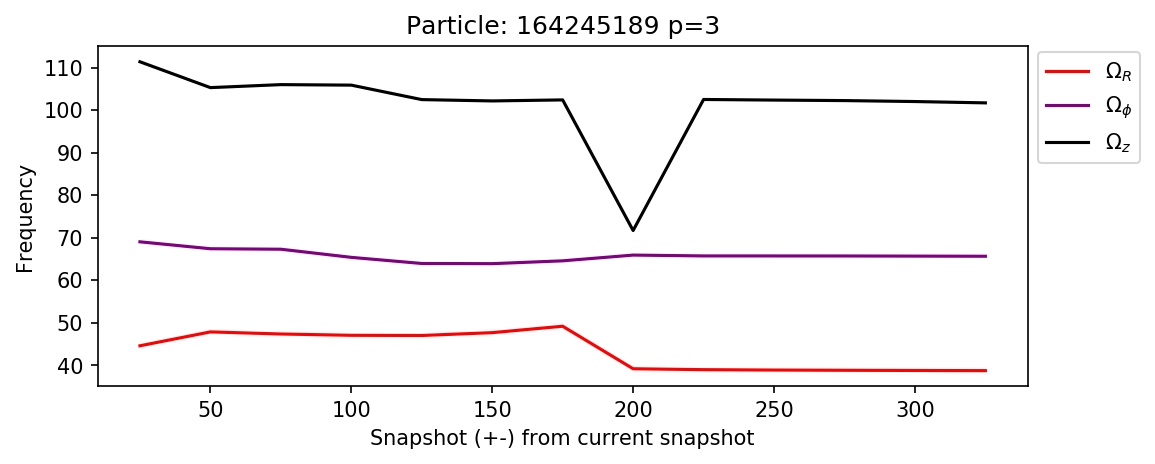 Particle: 164245189 p=3
110
100
90
80
70
60
50
40
Frequency
50
100
150
200
250
300
Snapshot (+-) from current snapshot
Ω_R
Ω_ϕ
Ω_z